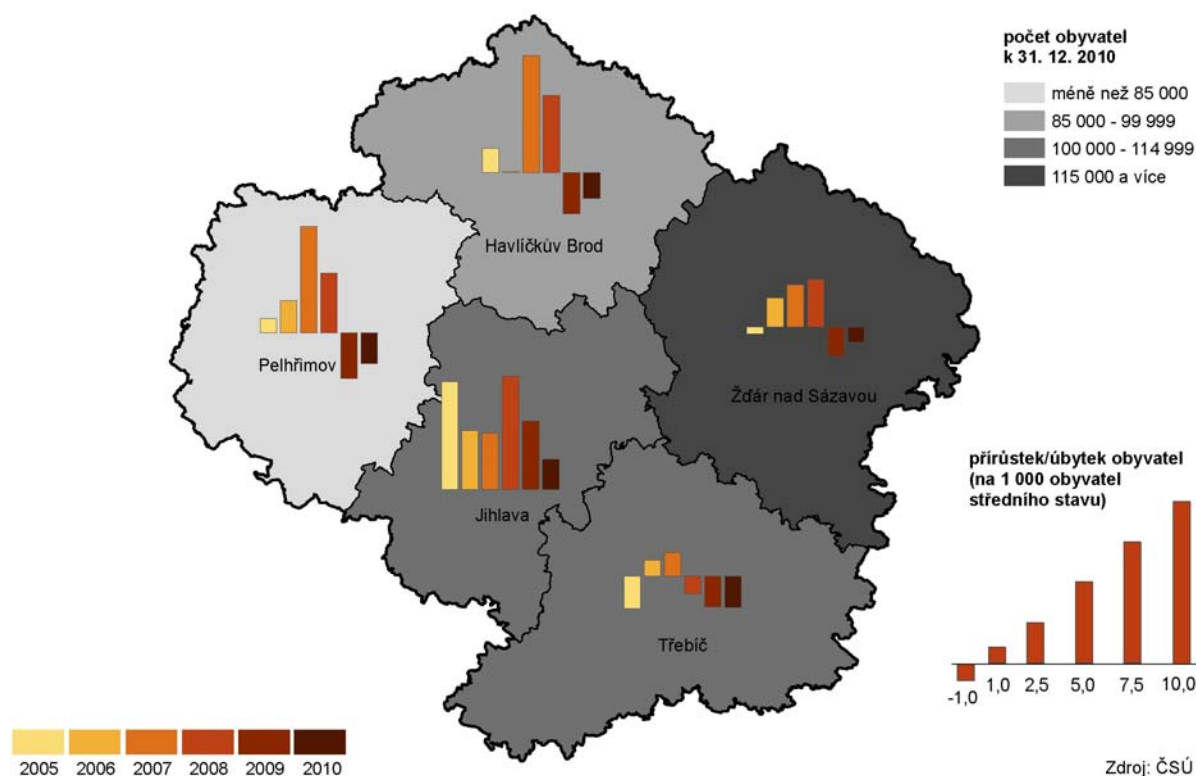 počet obyvatel
k 31. 12. 2010
méně než 85 000
85 000 - 99 999
100 000 - 114 999
115 000 a více
Havlíčkův Brod
Pelhřimov
Žďár nad Sázavou
Jihlava
Třebíč
přírůstek/úbytek obyvatel
(na 1 000 obyvatel
středního stavu)
-1,0 1,0 2,5 5,0 7,5 10,0
2005 2006 2007 2008 2009 2010
Zdroj: ČSÚ